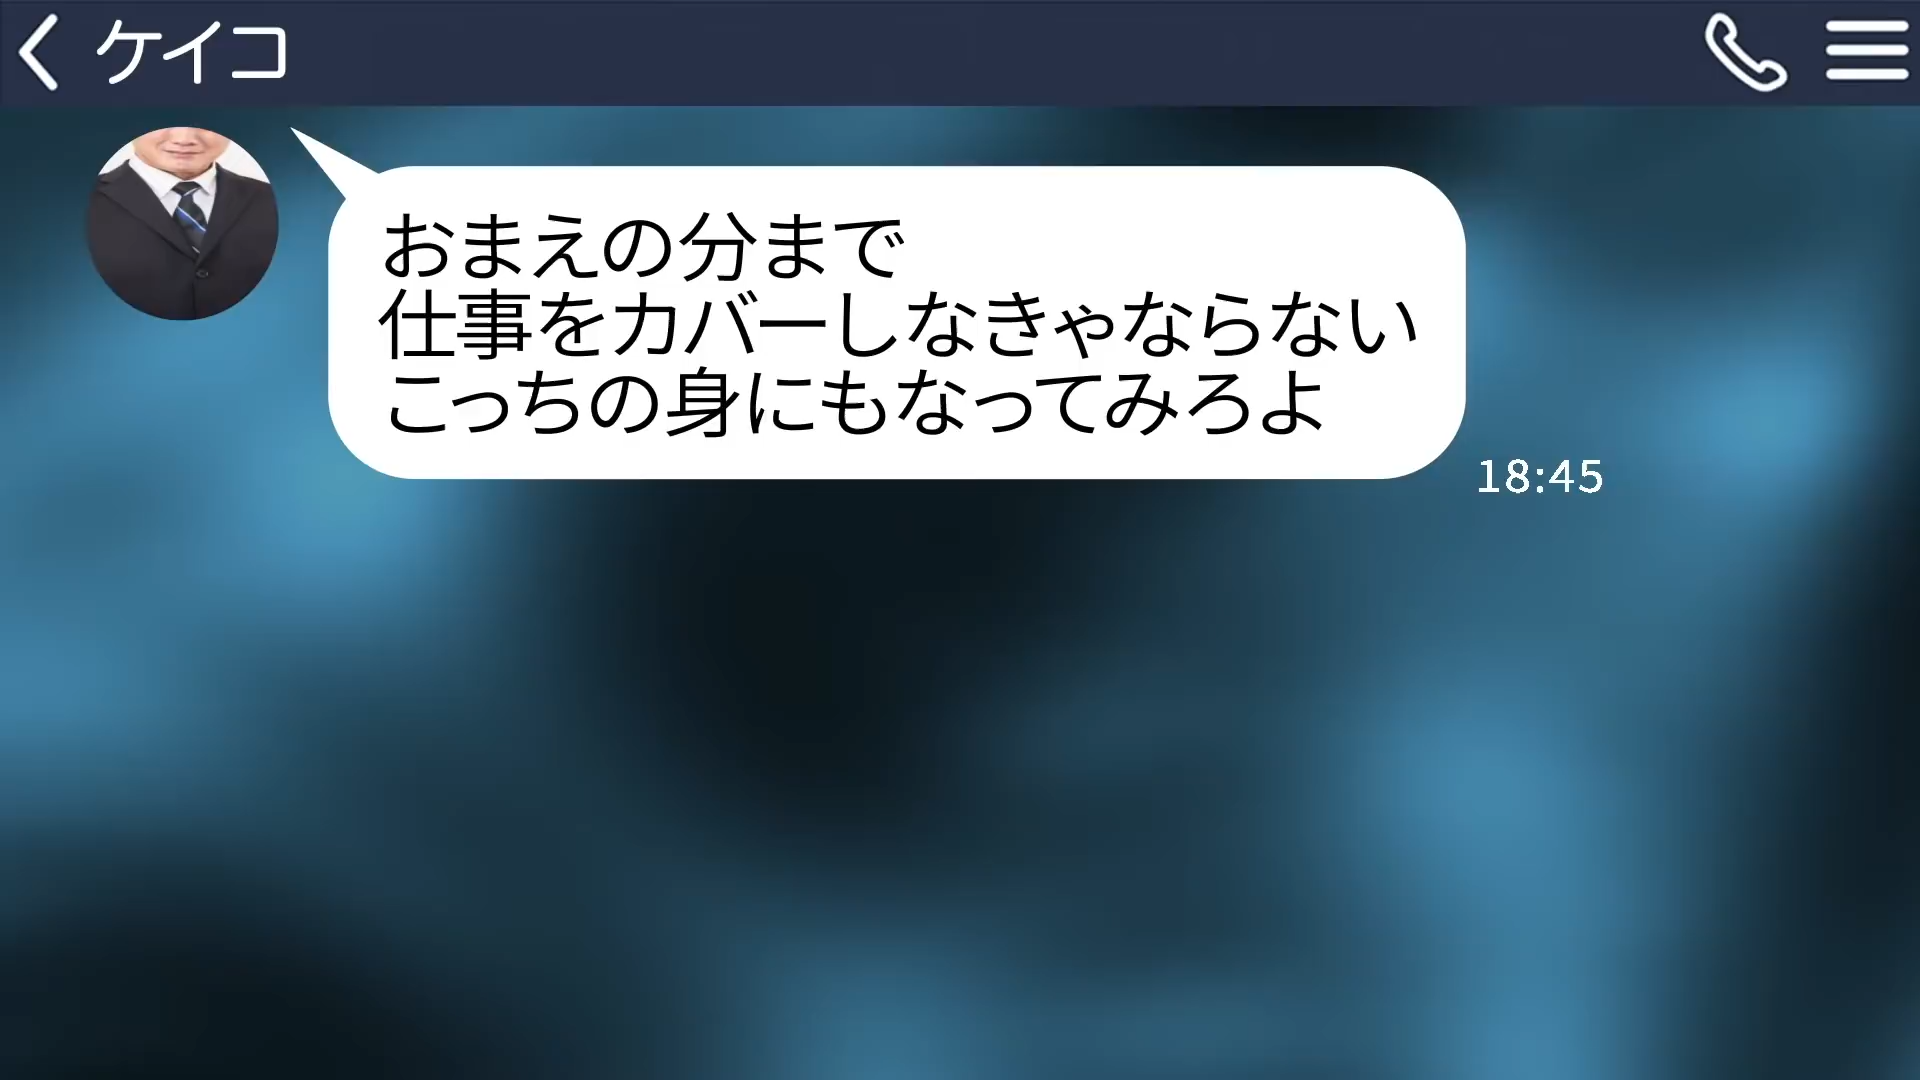 ケイコ
おまえの分まで
仕事をカバーしなきゃならない
こっちの身にもなってみろよ
18:45